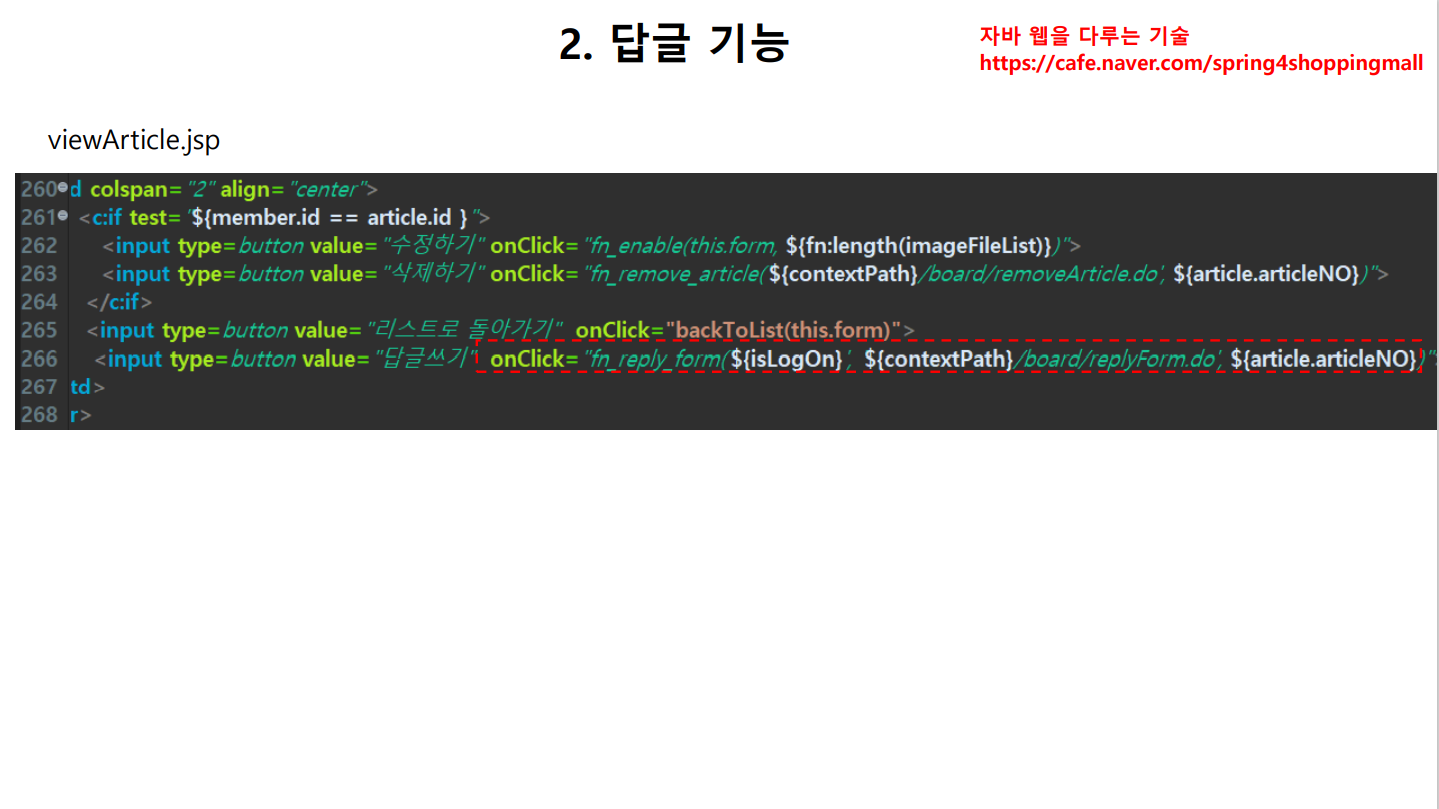 2. 답글 기능
자바 웹을 다루는 기술
https://cafe.naver.com/spring4shoppingmall
viewArticle.jsp
260 d colspan="2" align="center">
261 <c:if test="${member.id == article.id }">
262 <input type=button value="수정하기" onClick="fn_enable(this.form, ${fn:length(imageFileList)})">
263 <input type=button value="삭제하기" onClick="fn_remove_article('${contextPath}/board/removeArticle.do', ${article.articleNO})">
264 </c:if>
265 <input type=button value="리스트로 돌아가기" onClick="backToList(this.form)">
266 <input type=button value="답글쓰기" onClick="fn_reply_form('${isLogOn}', '${contextPath}/board/replyForm.do', ${article.articleNO})"
267 td>
268 r>